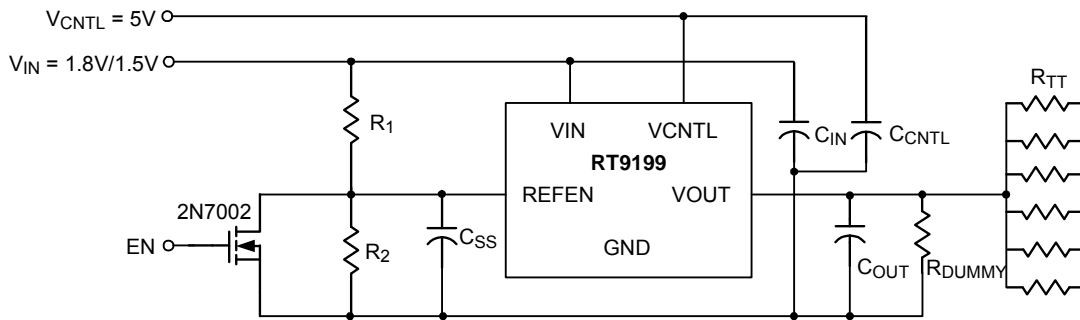 VCNTL = 5V
VIN = 1.8V/1.5V
RTT
R1
VIN VCNTL
CIN
CCNTL
RT9199
2N7002
REFEN VOUT
EN
R2
CSS
GND
COUT
RDUMMY